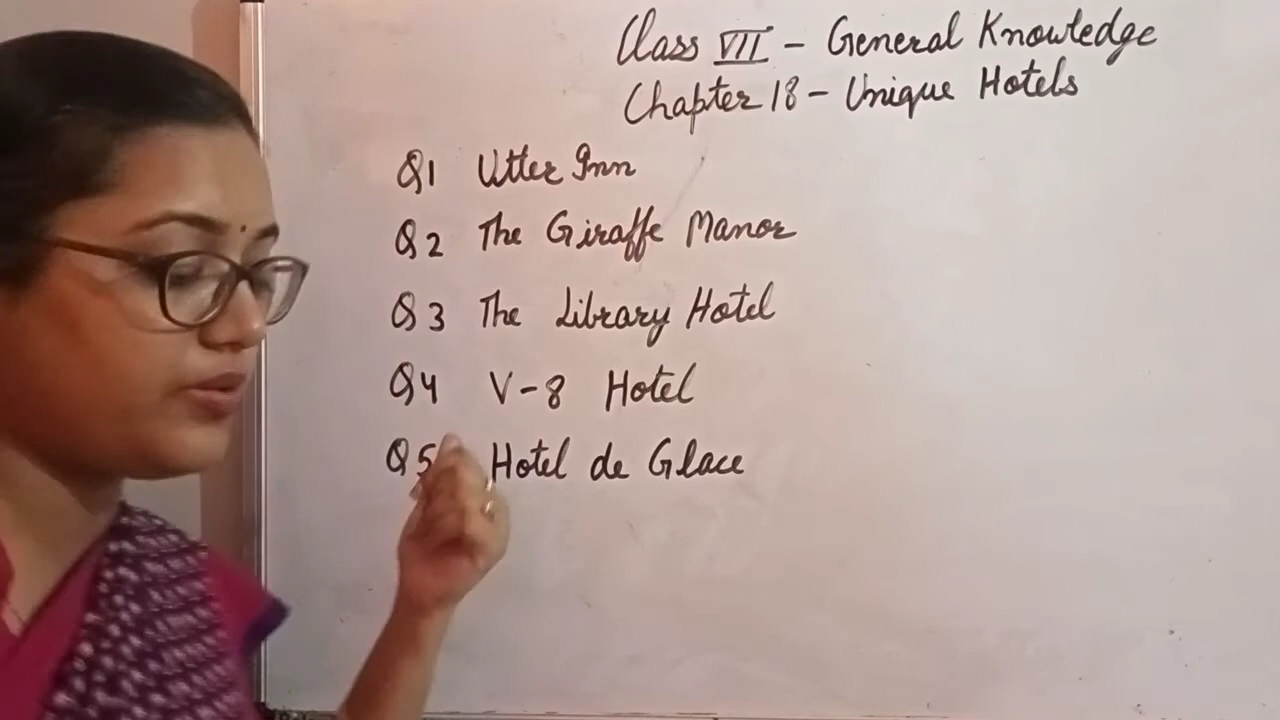 Class VII - General Knowledge
Chapter 18 - Unique Hotels
Q1 Utter Inn
Q2 The Giraffe Manor
Q3 The Library Hotel
Q4 V-8 Hotel
Q5 Hotel de Glace